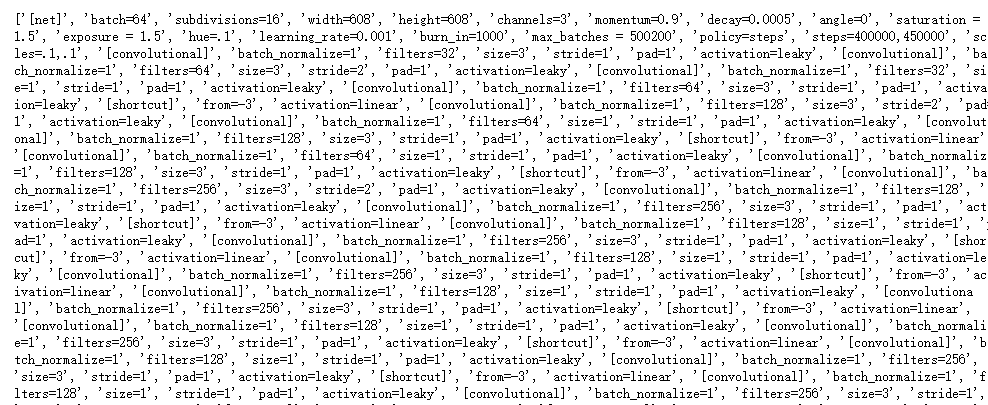 ['[net]', 'batch=64', 'subdivisions=16', 'width=608', 'height=608', 'channels=3', 'momentum=0.9', 'decay=0.0005', 'angle=0', 'saturation =
1.5', 'exposure = 1.5', 'hue=.1', 'learning_rate=0.001', 'burn_in=1000', 'max_batches = 500200', 'policy=steps', 'steps=400000,450000', 'sc
les=.1,.1', '[convolutional]', 'batch_normalize=1', 'filters=32', 'size=3', 'stride=1', 'pad=1', 'activation=leaky', '[convolutional]', 'ba
ch_normalize=1', 'filters=64', 'size=3', 'stride=2', 'pad=1', 'activation=leaky', '[convolutional]', 'batch_normalize=1', 'filters=32', 'si
e=1', 'stride=1', 'pad=1', 'activation=leaky', '[convolutional]', 'batch_normalize=1', 'filters=64', 'size=3', 'stride=1', 'pad=1', 'activa
ion=leaky', '[shortcut]', 'from=-3', 'activation=linear', '[convolutional]', 'batch_normalize=1', 'filters=128', 'size=3', 'stride=2', 'pad=
1', 'activation=leaky', '[convolutional]', 'batch_normalize=1', 'filters=64', 'size=1', 'stride=1', 'pad=1', 'activation=leaky', '[convolut
onal]', 'batch_normalize=1', 'filters=128', 'size=3', 'stride=1', 'pad=1', 'activation=leaky', '[shortcut]', 'from=-3', 'activation=linear'
'[convolutional]', 'batch_normalize=1', 'filters=64', 'size=1', 'stride=1', 'pad=1', 'activation=leaky', '[convolutional]', 'batch_normaliz
=1', 'filters=128', 'size=3', 'stride=1', 'pad=1', 'activation=leaky', '[shortcut]', 'from=-3', 'activation=linear', '[convolutional]', 'ba
ch_normalize=1', 'filters=256', 'size=3', 'stride=2', 'pad=1', 'activation=leaky', '[convolutional]', 'batch_normalize=1', 'filters=128', '
ize=1', 'stride=1', 'pad=1', 'activation=leaky', '[convolutional]', 'batch_normalize=1', 'filters=256', 'size=3', 'stride=1', 'pad=1', 'act
vation=leaky', '[shortcut]', 'from=-3', 'activation=linear', '[convolutional]', 'batch_normalize=1', 'filters=128', 'size=1', 'stride=1', 'p
ad=1', 'activation=leaky', '[convolutional]', 'batch_normalize=1', 'filters=256', 'size=3', 'stride=1', 'pad=1', 'activation=leaky', '[shor
cut]', 'from=-3', 'activation=linear', '[convolutional]', 'batch_normalize=1', 'filters=128', 'size=1', 'stride=1', 'pad=1', 'activation=le
ky', '[convolutional]', 'batch_normalize=1', 'filters=256', 'size=3', 'stride=1', 'pad=1', 'activation=leaky', '[shortcut]', 'from=-3', 'ac
ivation=linear', '[convolutional]', 'batch_normalize=1', 'filters=128', 'size=1', 'stride=1', 'pad=1', 'activation=leaky', '[convolutiona
l]', 'batch_normalize=1', 'filters=256', 'size=3', 'stride=1', 'pad=1', 'activation=leaky', '[shortcut]', 'from=-3', 'activation=linear',
'[convolutional]', 'batch_normalize=1', 'filters=128', 'size=1', 'stride=1', 'pad=1', 'activation=leaky', '[convolutional]', 'batch_normali
e=1', 'filters=256', 'size=3', 'stride=1', 'pad=1', 'activation=leaky', '[shortcut]', 'from=-3', 'activation=linear', '[convolutional]', 'b
tch_normalize=1', 'filters=128', 'size=1', 'stride=1', 'pad=1', 'activation=leaky', '[convolutional]', 'batch_normalize=1', 'filters=256',
'size=3', 'stride=1', 'pad=1', 'activation=leaky', '[shortcut]', 'from=-3', 'activation=linear', '[convolutional]', 'batch_normalize=1', 'f
lters=128', 'size=1', 'stride=1', 'pad=1', 'activation=leaky', '[convolutional]', 'batch_normalize=1', 'filters=256', 'size=3', 'stride=1',